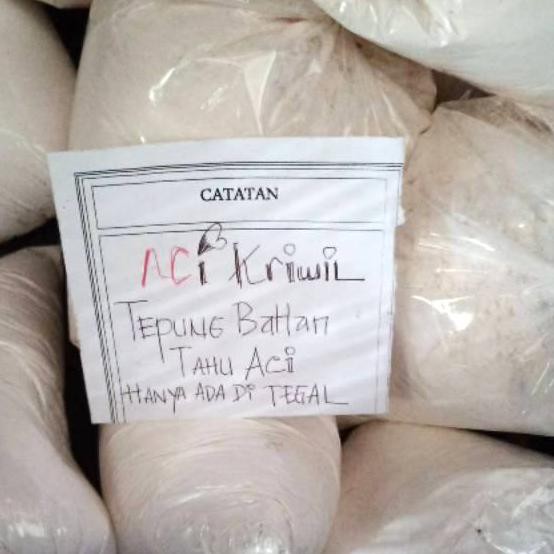 CATATAN
ACi Kriwil
TEPUNG BaHan
TAHU Aci
HANYA ADA Di TEGAL